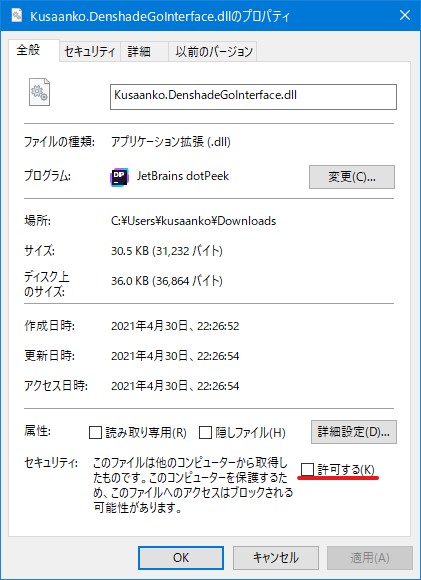 Kusaanko.DenshadeGoInterface.dllのプロパティ
全般 セキュリティ 詳細 以前のバージョン
Kusaanko.DenshadeGoInterface.dll
ファイルの種類: アプリケーション拡張 (.dll)
プログラム: DP JetBrains dotPeek 変更(C)...
場所: C:¥Users¥kusaanko¥Downloads
サイズ: 30.5 KB (31,232 バイト)
ディスク上
のサイズ: 36.0 KB (36,864 バイト)
作成日時: 2021年4月30日、22:26:52
更新日時: 2021年4月30日、22:26:54
アクセス日時: 2021年4月30日、22:26:54
属性: 読み取り専用(R) 隠しファイル(H) 詳細設定(D)...
セキュリティ: このファイルは他のコンピューターから取得し
たものです。このコンピューターを保護するた
め、このファイルへのアクセスはブロックされる
可能性があります。
許可する(K)
OK キャンセル 適用(A)